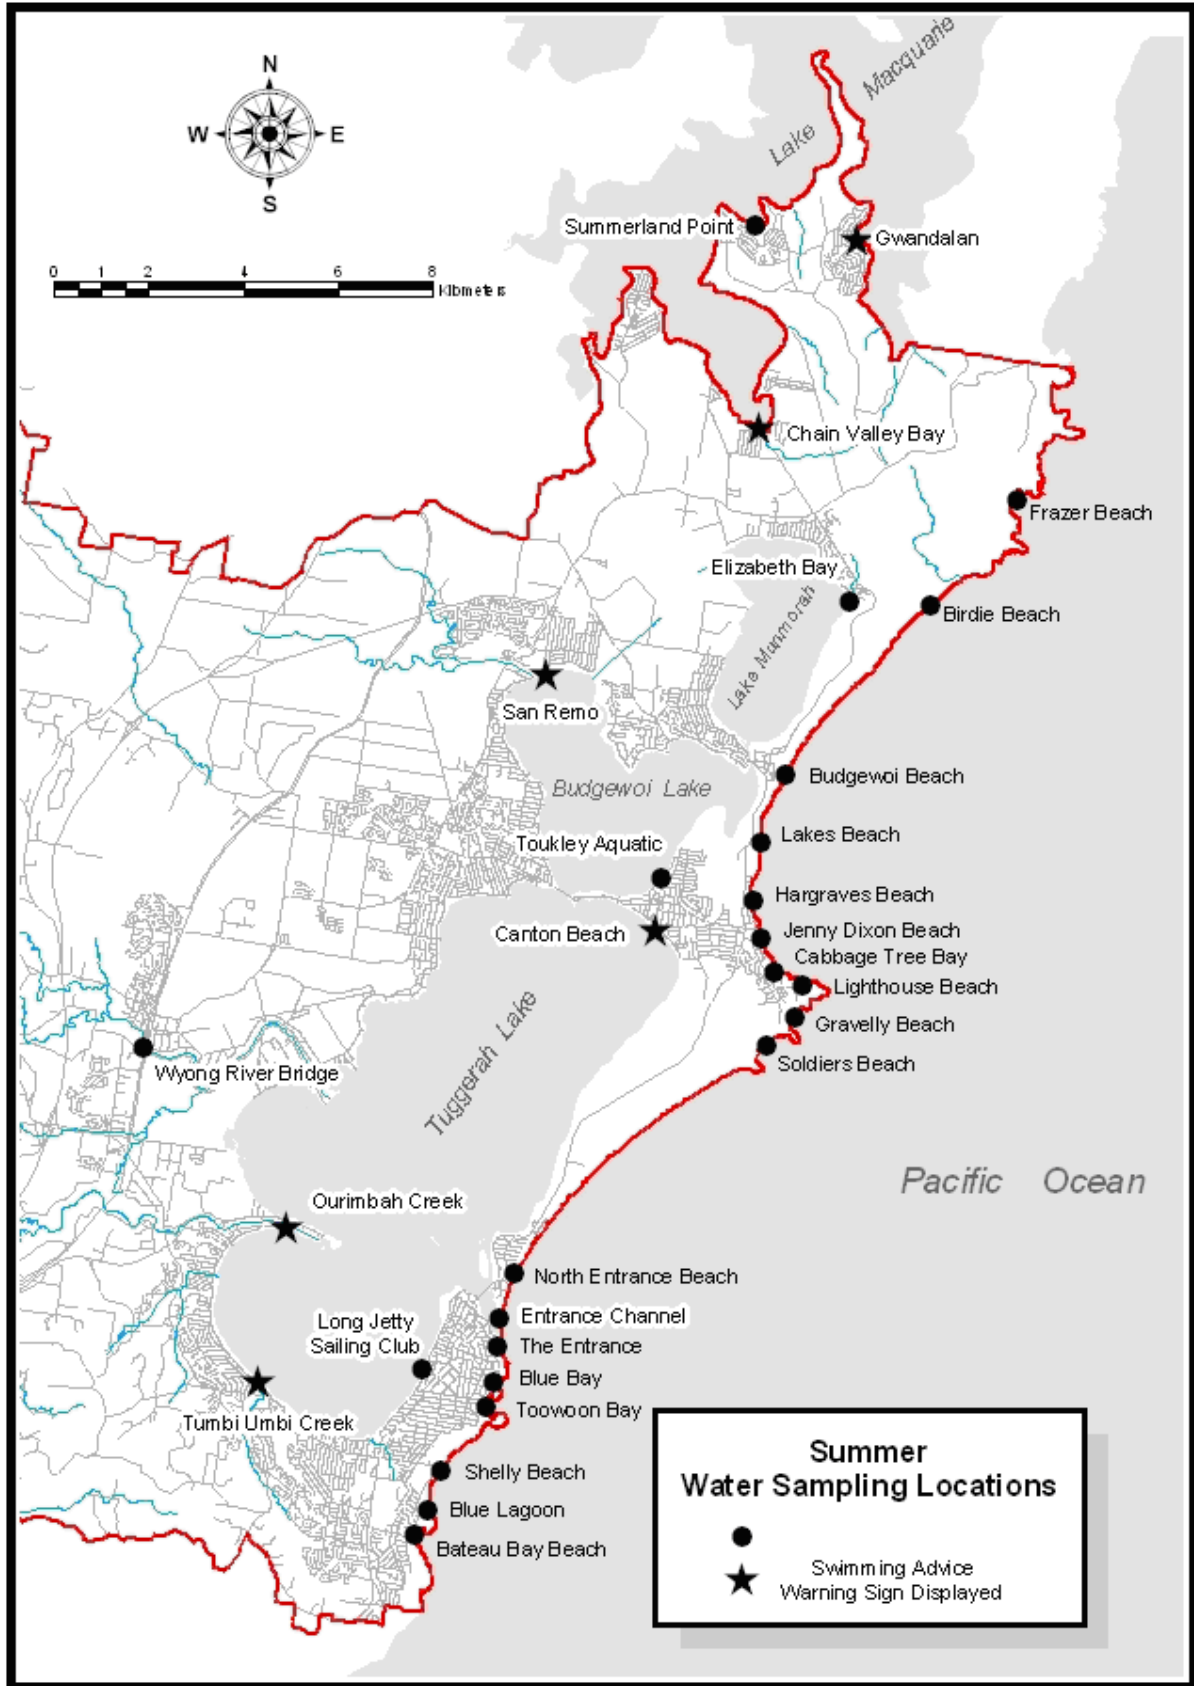 N
W
E
S
0 1 2 4 6 8
Kilometers
Lake Macquarie
Summerland Point
Gwandalan
Chain Valley Bay
Frazer Beach
Elizabeth Bay
Birdie Beach
Lake Munmorah
San Remo
Budgewoi Beach
Budgewoi Lake
Lakes Beach
Toukley Aquatic
Hargraves Beach
Canton Beach
Jenny Dixon Beach
Cabbage Tree Bay
Lighthouse Beach
Gravelly Beach
Soldiers Beach
Wyong River Bridge
Tuggerah Lake
Pacific Ocean
Ourimbah Creek
North Entrance Beach
Entrance Channel
Long Jetty
Sailing Club
The Entrance
Blue Bay
Toowoon Bay
Tumbi Umbi Creek
Shelly Beach
Blue Lagoon
Bateau Bay Beach
Summer
Water Sampling Locations
Swimming Advice
Warning Sign Displayed